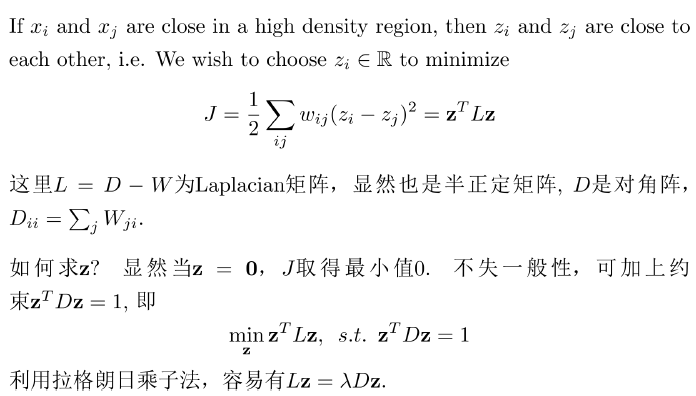 If $x_i$ and $x_j$ are close in a high density region, then $z_i$ and $z_j$ are close to
each other, i.e. We wish to choose $z_i \in \mathbb{R}$ to minimize
$$J = \frac{1}{2} \sum_{ij} w_{ij}(z_i - z_j)^2 = \mathbf{z}^T L \mathbf{z}$$
这里$L = D - W$为Laplacian矩阵，显然也是半正定矩阵, $D$是对角阵，
$D_{ii} = \sum_j W_{ji}$.
如何求$\mathbf{z}$? 显然当$\mathbf{z} = \mathbf{0}$，$J$取得最小值0. 不失一般性，可加上约
束$\mathbf{z}^T D \mathbf{z} = 1$, 即
$$\min_{\mathbf{z}} \mathbf{z}^T L \mathbf{z}, \ s.t. \ \mathbf{z}^T D \mathbf{z} = 1$$
利用拉格朗日乘子法，容易有$L\mathbf{z} = \lambda D\mathbf{z}$.